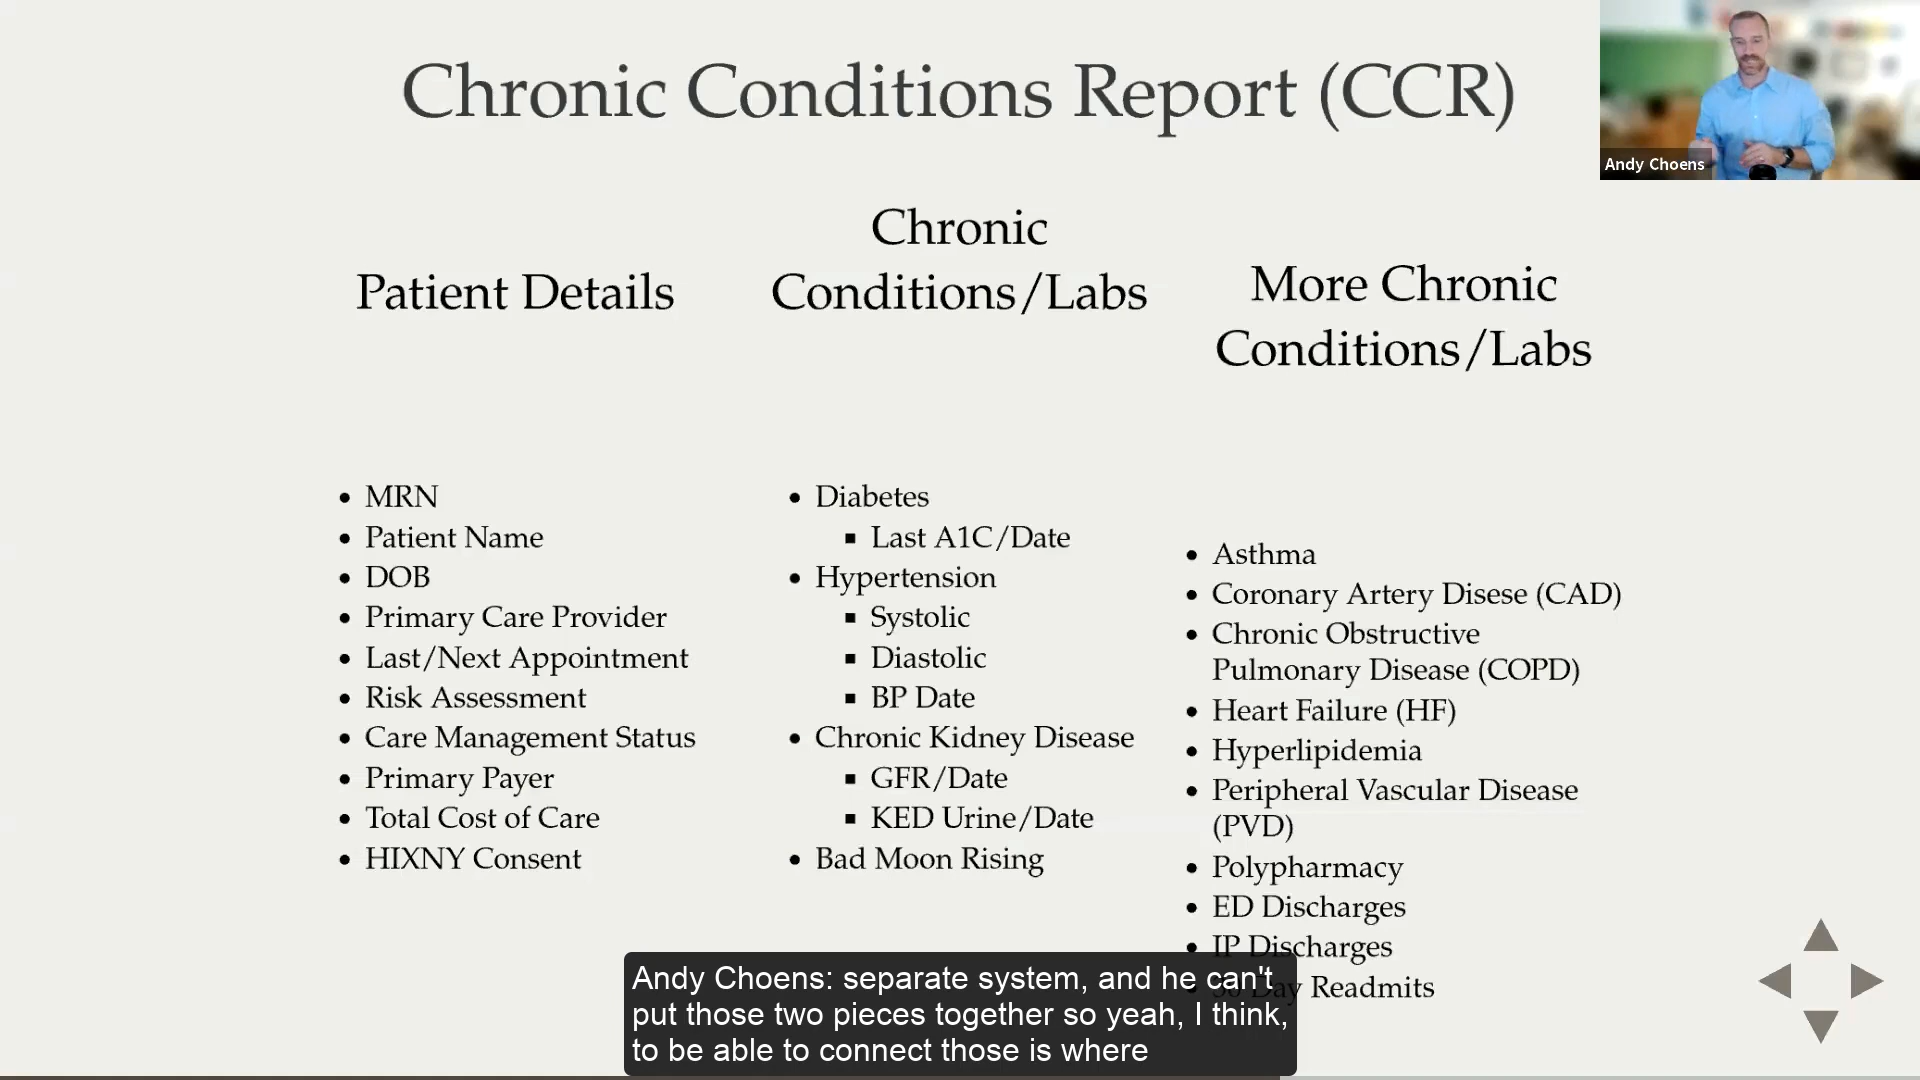 Chronic Conditions Report (CCR)
Andy Choens
Patient Details
MRN
Patient Name
DOB
Primary Care Provider
Last/Next Appointment
Risk Assessment
Care Management Status
Primary Payer
Total Cost of Care
HIXNY Consent
Chronic
Conditions/Labs
Diabetes
Last A1C/Date
Hypertension
Systolic
Diastolic
BP Date
Chronic Kidney Disease
GFR/Date
KED Urine/Date
Bad Moon Rising
More Chronic
Conditions/Labs
Asthma
Coronary Artery Disese (CAD)
Chronic Obstructive
Pulmonary Disease (COPD)
Heart Failure (HF)
Hyperlipidemia
Peripheral Vascular Disease
(PVD)
Polypharmacy
ED Discharges
IP Discharges
Day Readmits
Andy Choens: separate system, and he can't
put those two pieces together so yeah, I think,
to be able to connect those is where